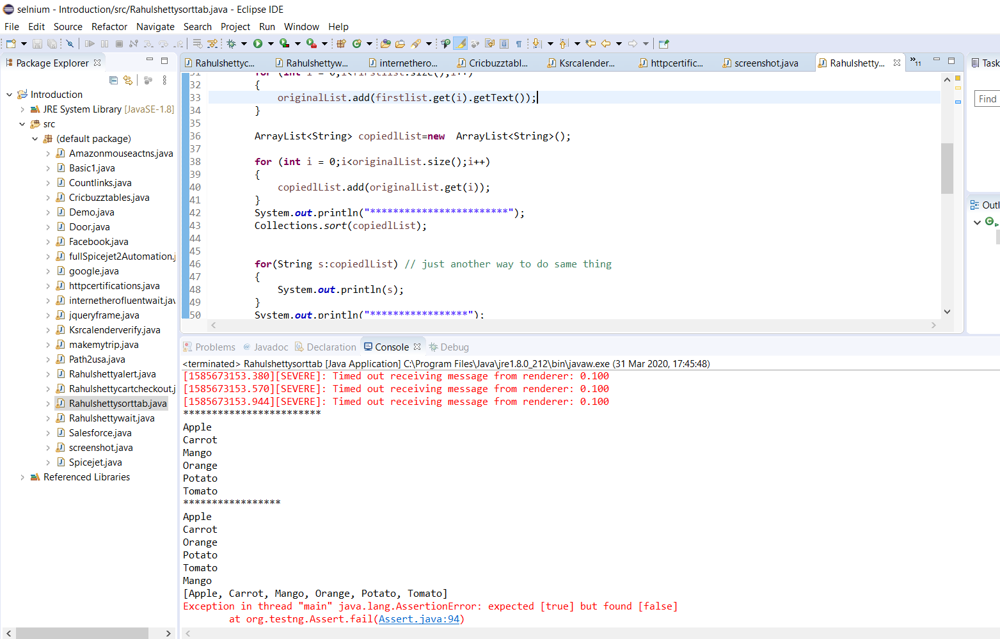 selnium - Introduction/src/Rahulshettysorttab.java - Eclipse IDE
File Edit Source Refactor Navigate Search Project Run Window Help
Package Explorer
Introduction
JRE System Library [JavaSE-1.8]
src
(default package)
Amazonmouseactns.java
Basic1.java
Countlinks.java
Cricbuzztables.java
Demo.java
Door.java
Facebook.java
fullSpicejet2Automation.j
google.java
httpcertifications.java
internetherofluentwait.jav
jqueryframe.java
Ksrcalenderverify.java
makemytrip.java
Path2usa.java
Rahulshettyalert.java
Rahulshettycartcheckout.j
Rahulshettysorttab.java
Rahulshettywait.java
Salesforce.java
screenshot.java
Spicejet.java
Referenced Libraries
Rahulshettyc... Rahulshettyw... internethero... Cricbuzztabl... Ksrcalender... httpcertific... screenshot.java Rahulshetty... »11
31 for (int i = 0;i<firstlist.size();i++)
32 {
33 originalList.add(firstlist.get(i).getText());
34 }
35
36 ArrayList<String> copiedlList=new  ArrayList<String>();
37
38 for (int i = 0;i<originalList.size();i++)
39 {
40 copiedlList.add(originalList.get(i));
41 }
42 System.out.println("************************");
43 Collections.sort(copiedlList);
44
45
46 for(String s:copiedlList) // just another way to do same thing
47 {
48 System.out.println(s);
49 }
50 System.out.println("*****************");
Task
Find
Outl
Problems @ Javadoc Declaration Console Debug
<terminated> Rahulshettysorttab [Java Application] C:\Program Files\Java\jre1.8.0_212\bin\javaw.exe (31 Mar 2020, 17:45:48)
[1585673153.380][SEVERE]: Timed out receiving message from renderer: 0.100
[1585673153.570][SEVERE]: Timed out receiving message from renderer: 0.100
[1585673153.944][SEVERE]: Timed out receiving message from renderer: 0.100
************************
Apple
Carrot
Mango
Orange
Potato
Tomato
*****************
Apple
Carrot
Orange
Potato
Tomato
Mango
[Apple, Carrot, Mango, Orange, Potato, Tomato]
Exception in thread "main" java.lang.AssertionError: expected [true] but found [false]
at org.testng.Assert.fail(Assert.java:94)